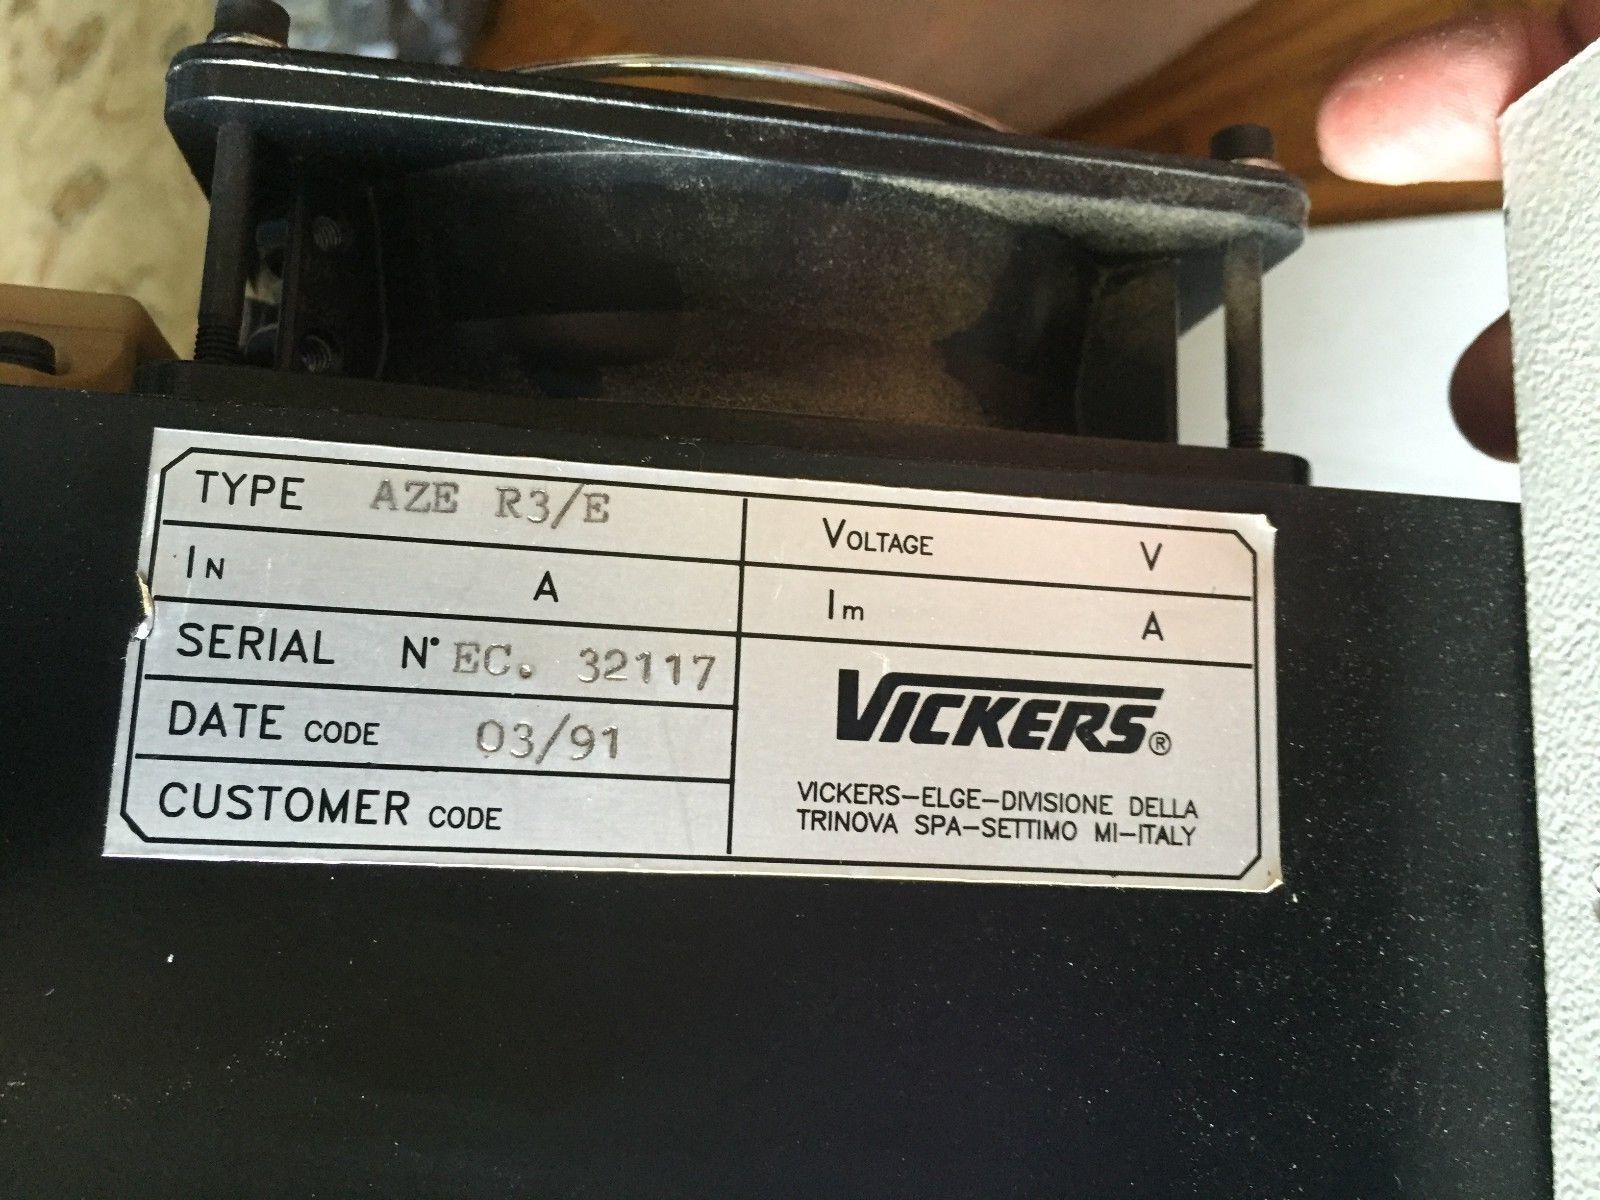 TYPE AZE R3/E
VOLTAGE V
IN A
Im A
SERIAL N° EC. 32117
DATE CODE 03/91
CUSTOMER CODE
VICKERS®
VICKERS-ELGE-DIVISIONE DELLA
TRINOVA SPA-SETTIMO MI-ITALY